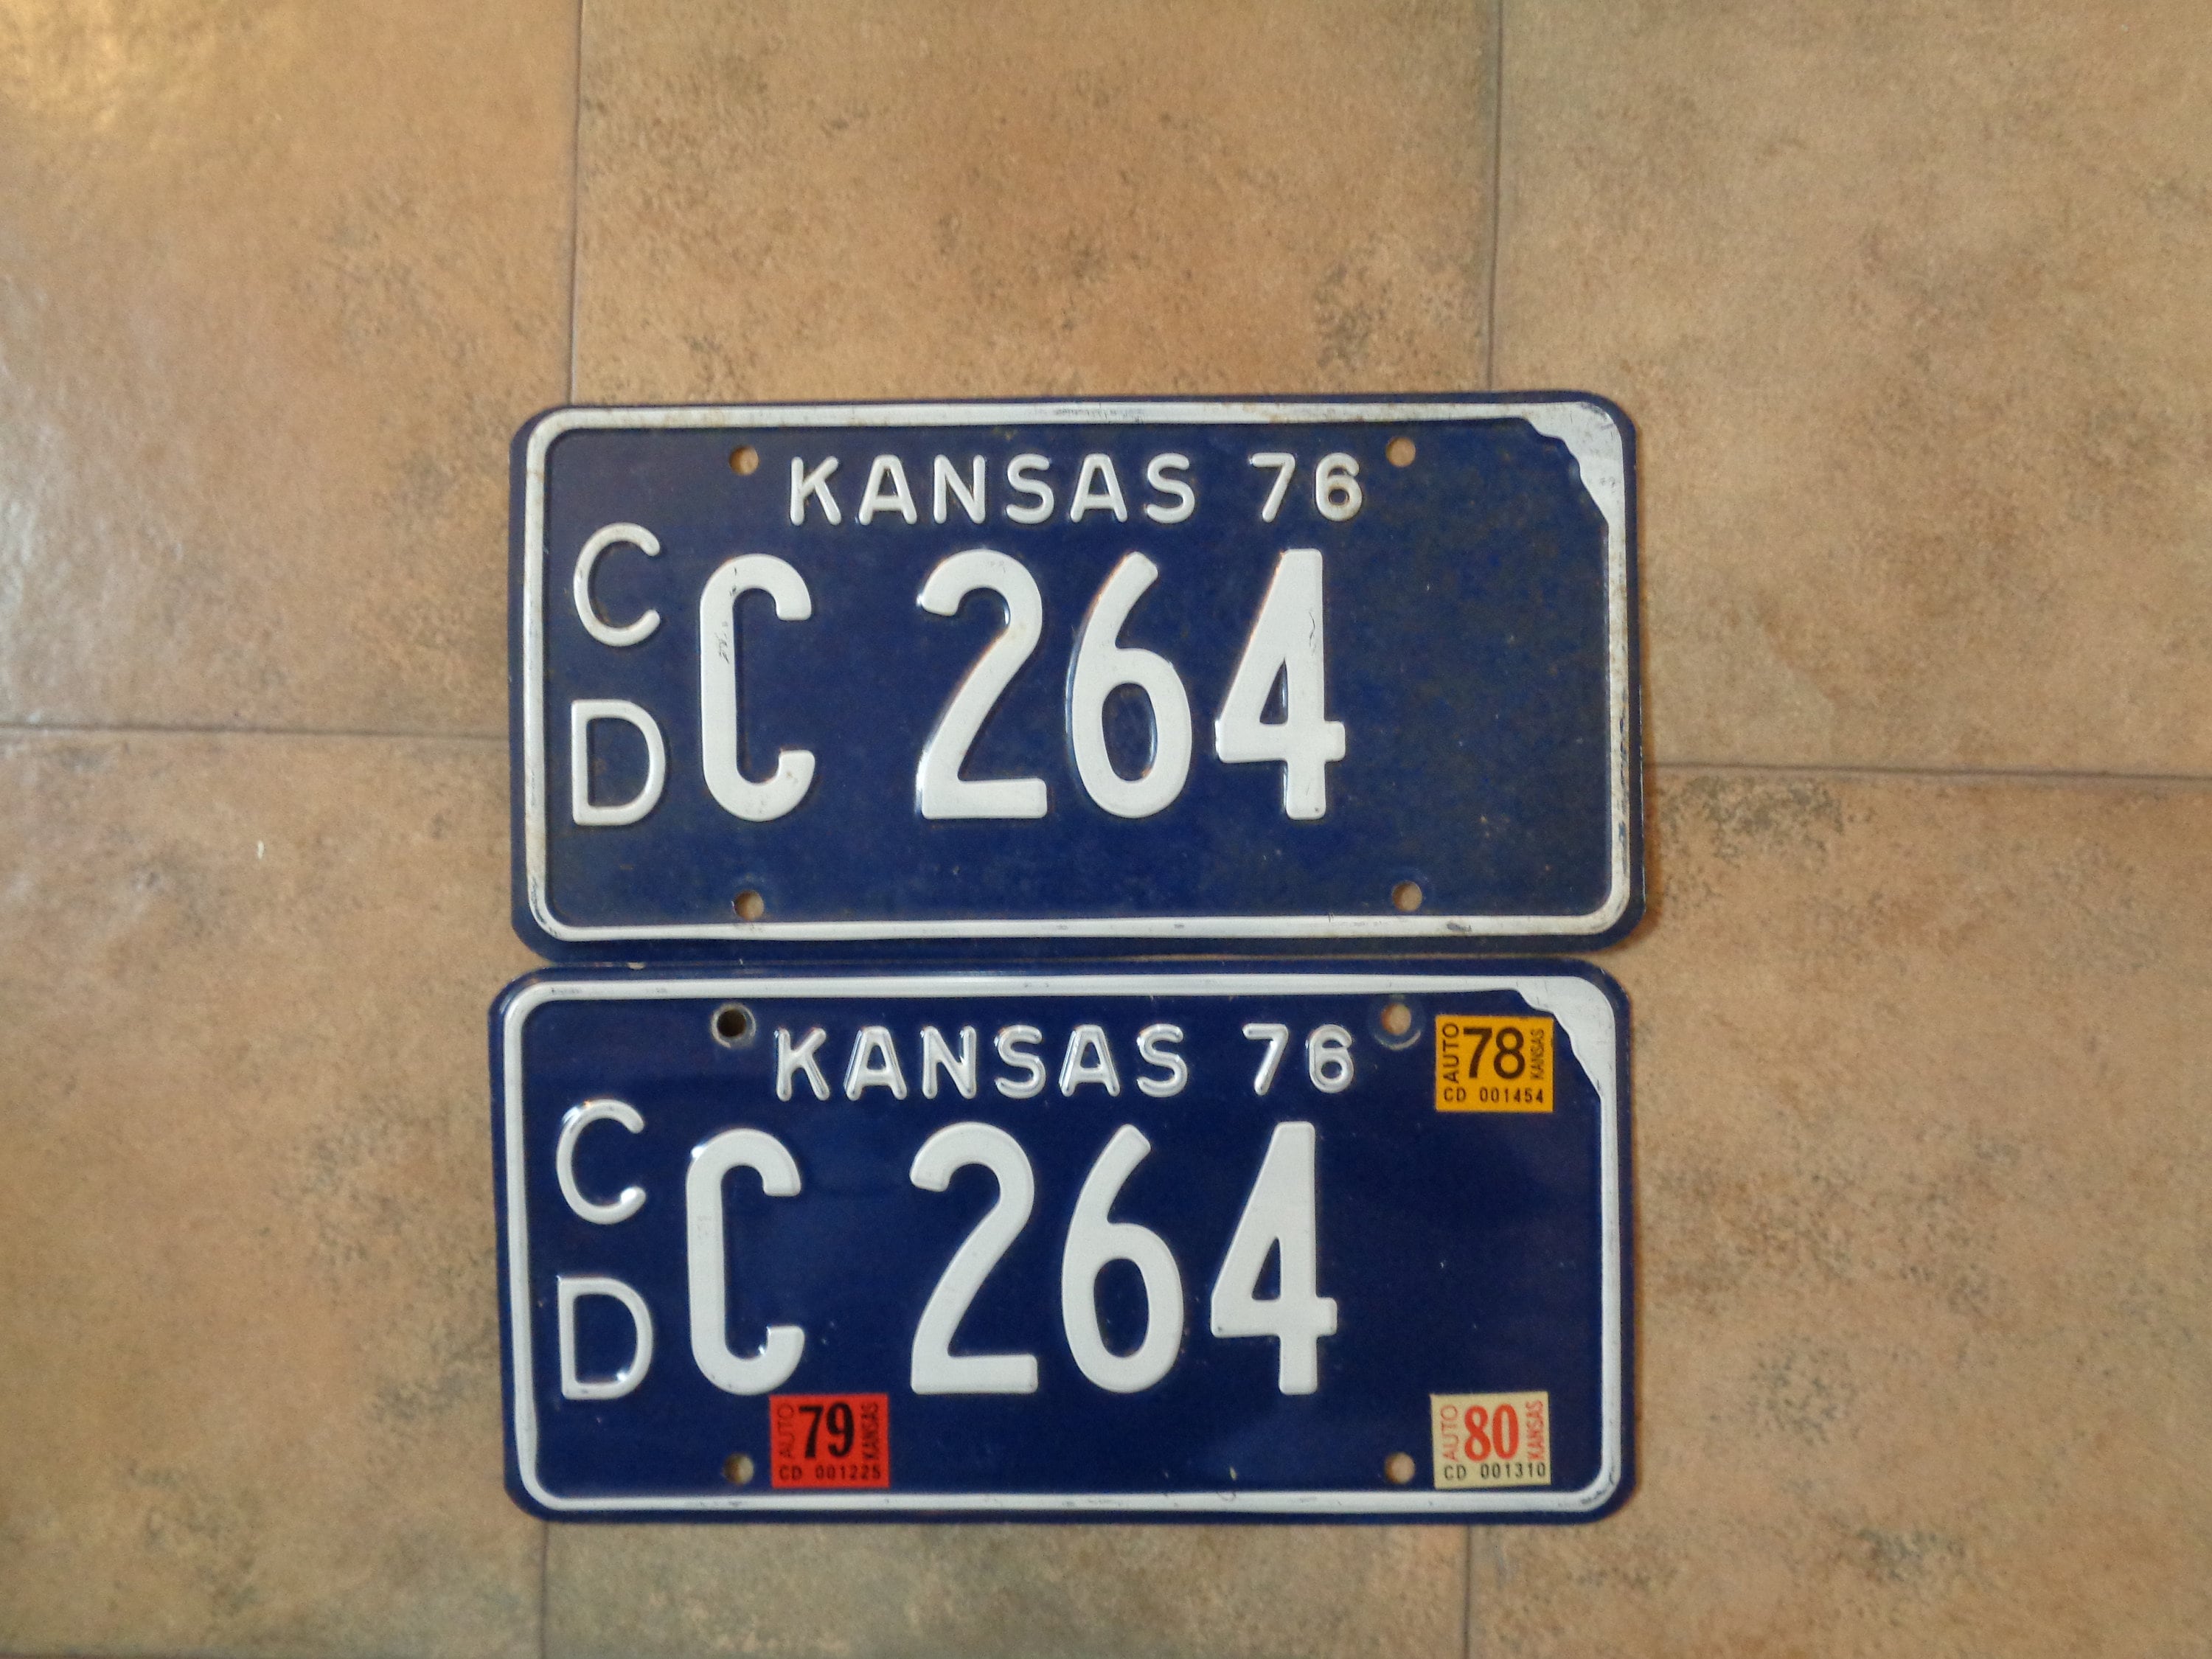 KANSAS 76
C
D
C 264
KANSAS 76
AUTO 78 KANSAS
CD 001454
C
D
C 264
AUTO 79 KANSAS
CD 001225
AUTO 80 KANSAS
CD 001310